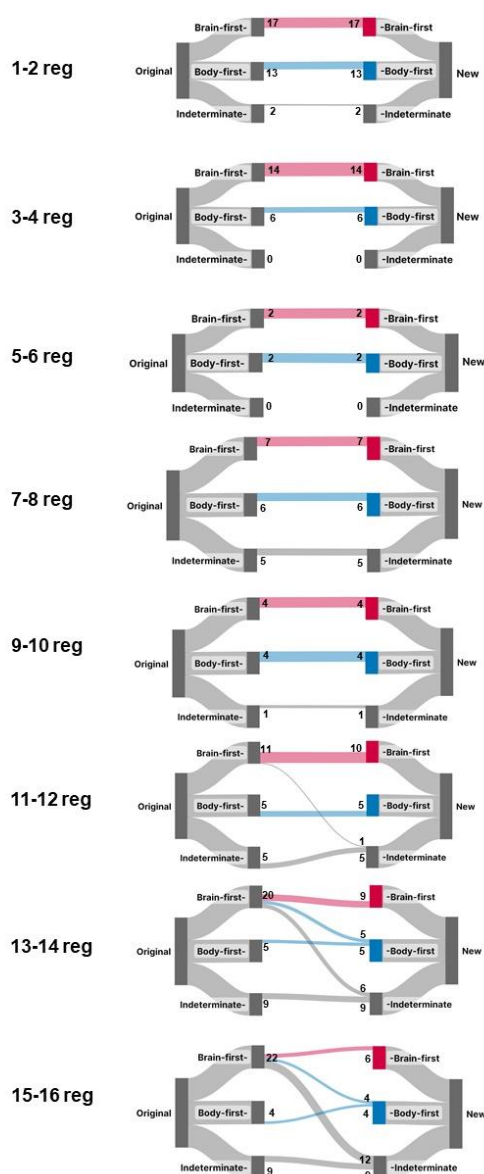 Brain-first- 17 17 -Brain-first
1-2 reg
Original Body-first- 13 13 -Body-first New
Indeterminate- 2 2 -Indeterminate
Brain-first- 14 14 -Brain-first
3-4 reg
Original Body-first- 6 6 -Body-first New
Indeterminate- 0 0 -Indeterminate
Brain-first- 2 2 -Brain-first
5-6 reg
Original Body-first- 2 2 -Body-first New
Indeterminate- 0 0 -Indeterminate
Brain-first- 7 7 -Brain-first
7-8 reg
Original Body-first- 6 6 -Body-first New
Indeterminate- 5 5 -Indeterminate
Brain-first- 4 4 -Brain-first
9-10 reg
Original Body-first- 4 4 -Body-first New
Indeterminate- 1 1 -Indeterminate
Brain-first- 11 10 -Brain-first
11-12 reg
Original Body-first- 5 5 -Body-first New
1
Indeterminate- 5 5 -Indeterminate
Brain-first- 20 9 -Brain-first
13-14 reg
5
Original Body-first- 5 5 -Body-first New
6
Indeterminate- 9 9 -Indeterminate
Brain-first- 22 6 -Brain-first
15-16 reg
4
Original Body-first- 4 4 -Body-first New
12
Indeterminate- 9 -Indeterminate